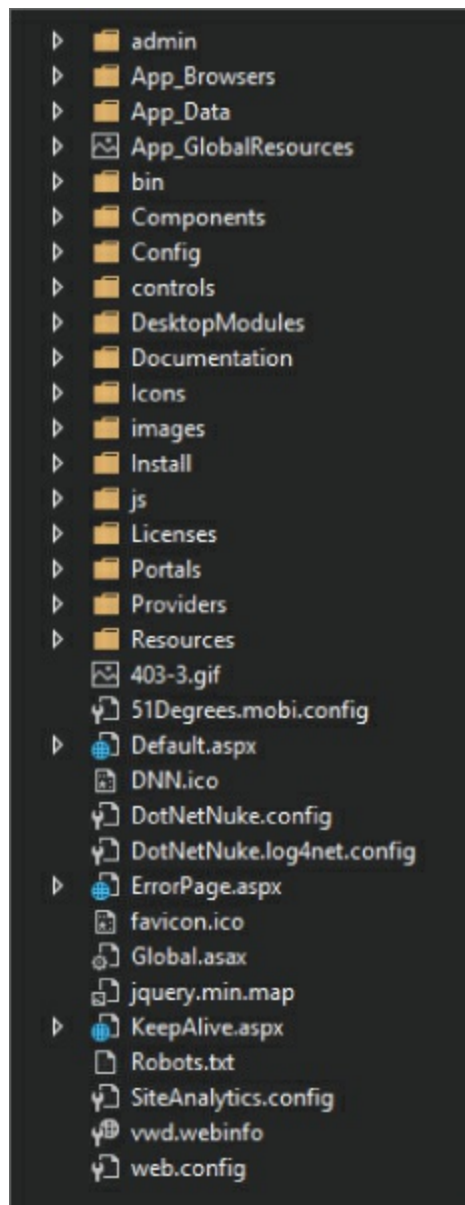 admin
App_Browsers
App_Data
App_GlobalResources
bin
Components
Config
controls
DesktopModules
Documentation
Icons
images
Install
js
Licenses
Portals
Providers
Resources
403-3.gif
51Degrees.mobi.config
Default.aspx
DNN.ico
DotNetNuke.config
DotNetNuke.log4net.config
ErrorPage.aspx
favicon.ico
Global.asax
jquery.min.map
KeepAlive.aspx
Robots.txt
SiteAnalytics.config
vwd.webinfo
web.config